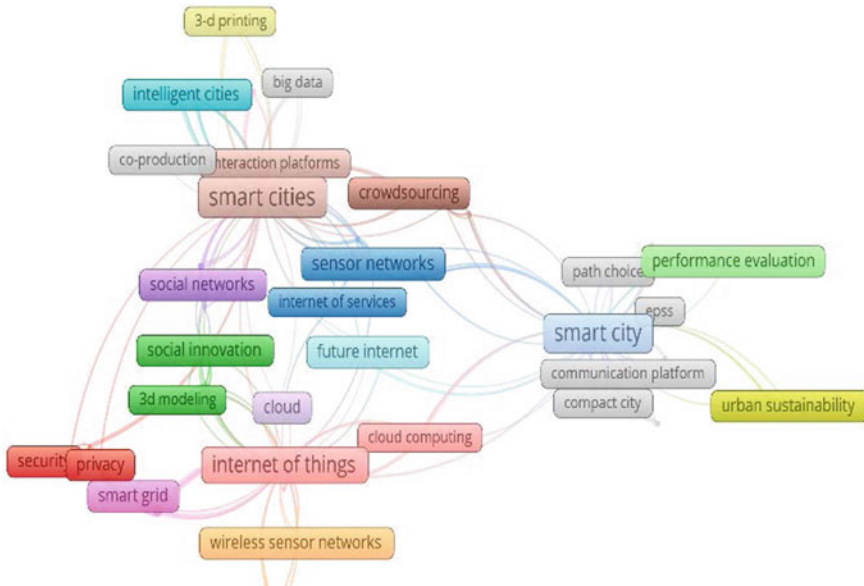 3-d printing
big data
intelligent cities
co-production
interaction platforms
smart cities
crowdsourcing
sensor networks
performance evaluation
path choice
social networks
internet of services
epss
smart city
social innovation
future internet
communication platform
3d modeling
cloud
compact city
urban sustainability
cloud computing
security
privacy
internet of things
smart grid
wireless sensor networks